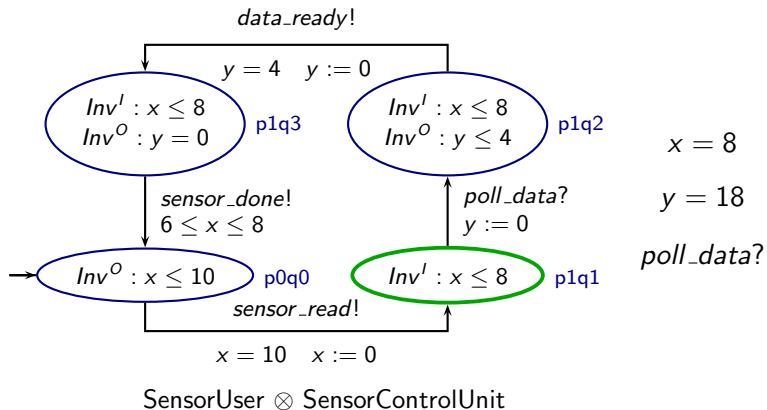 data_ready!
y = 4 y := 0
Inv^I : x ≤ 8
Inv^O : y = 0
p1q3
Inv^I : x ≤ 8
Inv^O : y ≤ 4
p1q2
x = 8
sensor_done!
6 ≤ x ≤ 8
poll_data?
y := 0
y = 18
poll_data?
Inv^O : x ≤ 10
p0q0
Inv^I : x ≤ 8
p1q1
sensor_read!
x = 10 x := 0
SensorUser ⊗ SensorControlUnit